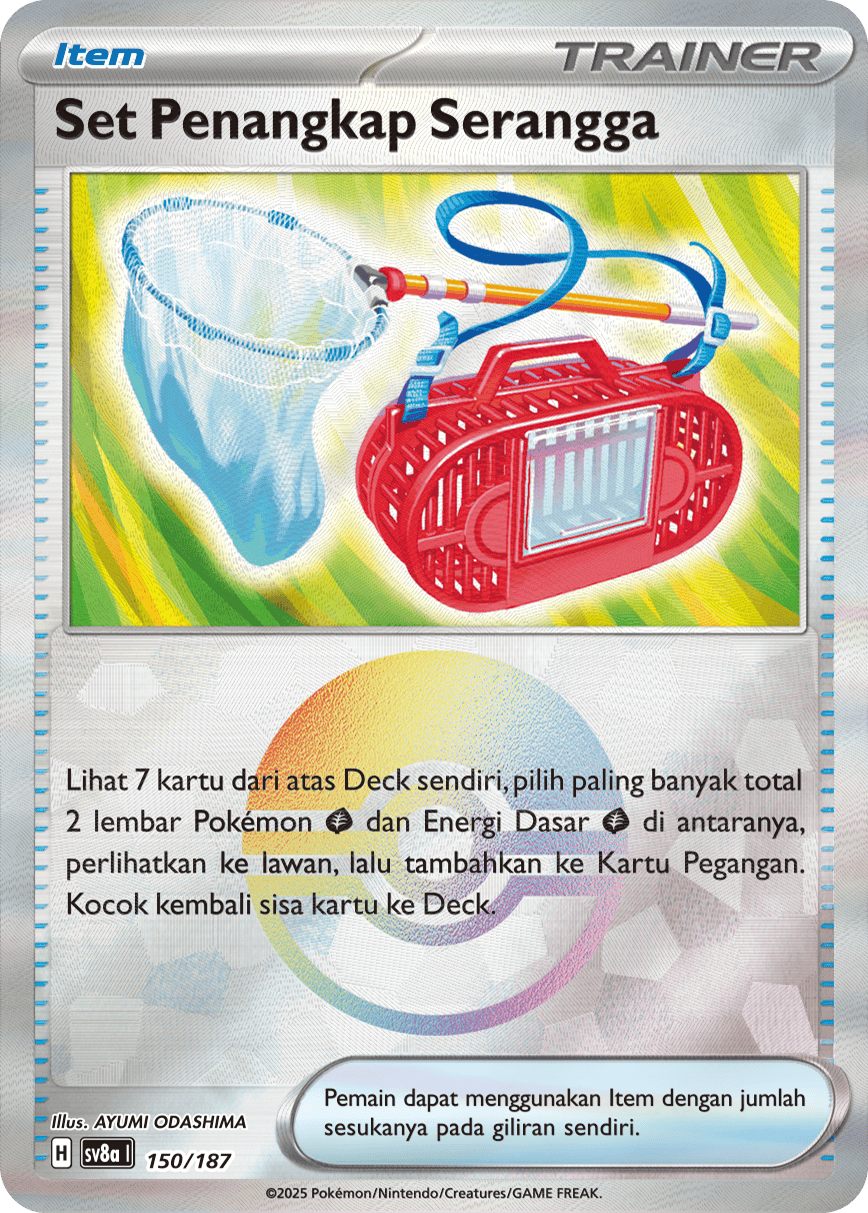 Item
TRAINER
Set Penangkap Serangga
Lihat 7 kartu dari atas Deck sendiri, pilih paling banyak total
2 lembar Pokémon dan Energi Dasar di antaranya,
perlihatkan ke lawan, lalu tambahkan ke Kartu Pegangan.
Kocok kembali sisa kartu ke Deck.
Pemain dapat menggunakan Item dengan jumlah
sesukanya pada giliran sendiri.
Illus. AYUMI ODASHIMA
H sv8a I 150/187
©2025 Pokémon/Nintendo/Creatures/GAME FREAK.